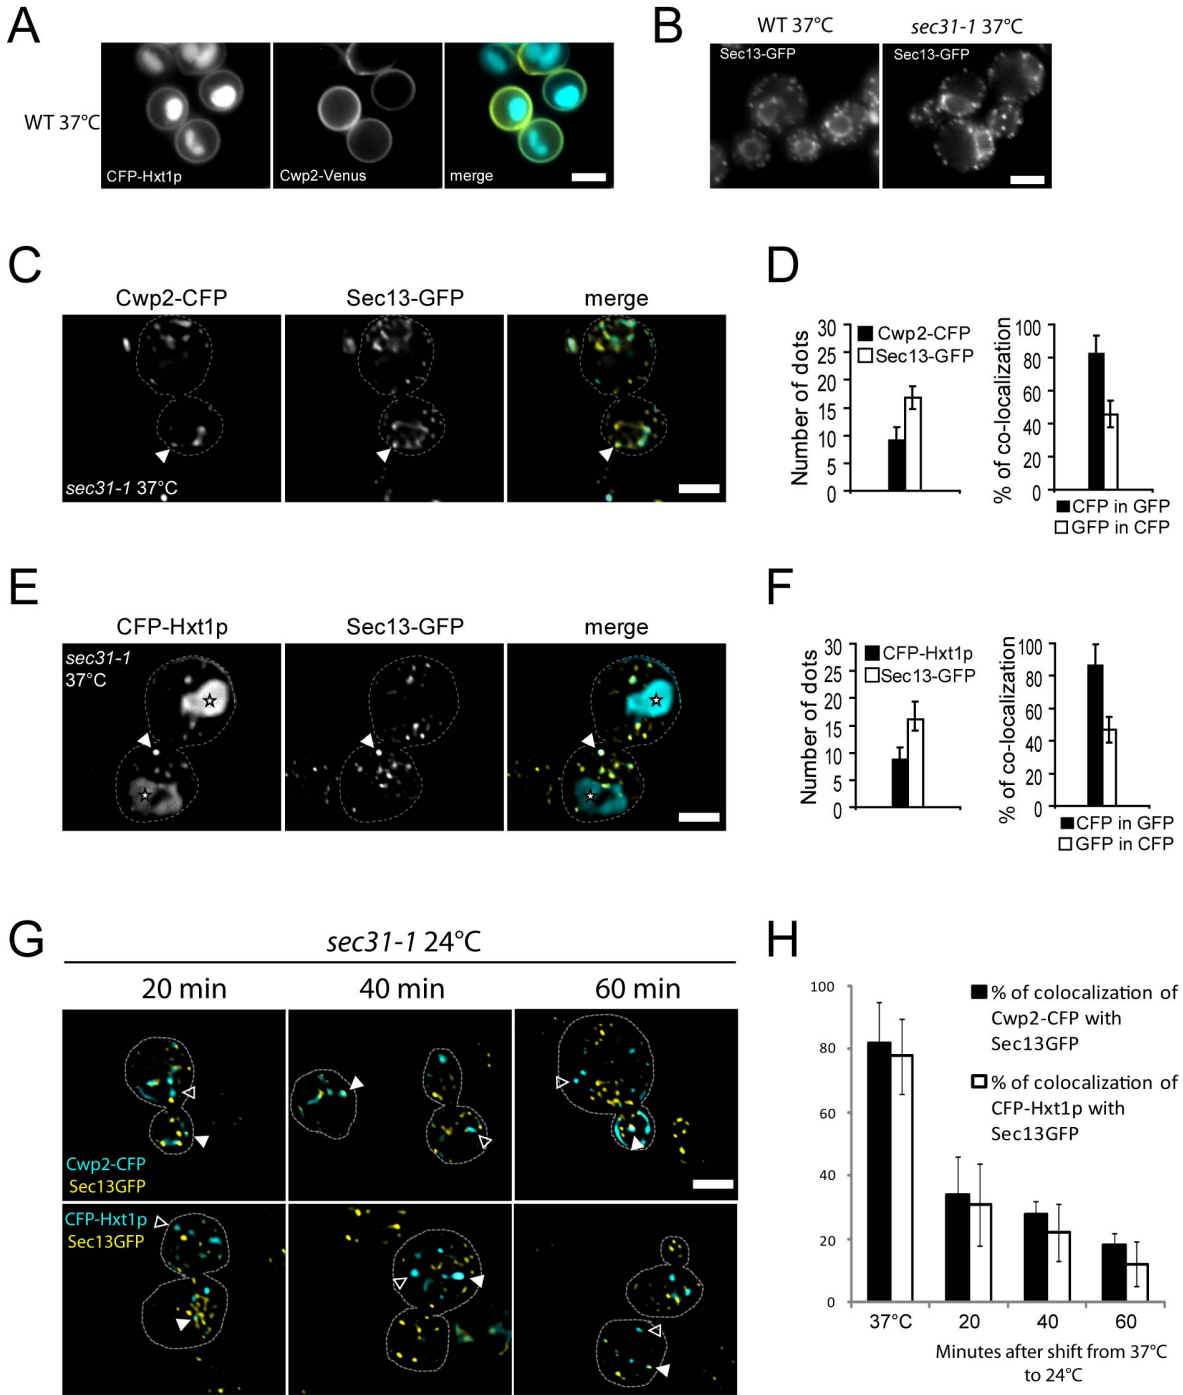 A
WT 37°C
CFP-Hxt1p
Cwp2-Venus
merge
B
WT 37°C
sec31-1 37°C
Sec13-GFP
Sec13-GFP
C
Cwp2-CFP
Sec13-GFP
merge
sec31-1 37°C
D
Number of dots
30
25
20
15
10
5
0
Cwp2-CFP
Sec13-GFP
% of co-localization
100
80
60
40
20
0
CFP in GFP
GFP in CFP
E
CFP-Hxt1p
Sec13-GFP
merge
sec31-1
37°C
F
Number of dots
30
25
20
15
10
5
0
CFP-Hxt1p
Sec13-GFP
% of co-localization
100
80
60
40
20
0
CFP in GFP
GFP in CFP
G
sec31-1 24°C
20 min
40 min
60 min
Cwp2-CFP
Sec13GFP
CFP-Hxt1p
Sec13GFP
H
100
80
60
40
20
0
% of colocalization of
Cwp2-CFP with
Sec13GFP
% of colocalization of
CFP-Hxt1p with
Sec13GFP
37°C
20
40
60
Minutes after shift from 37°C
to 24°C